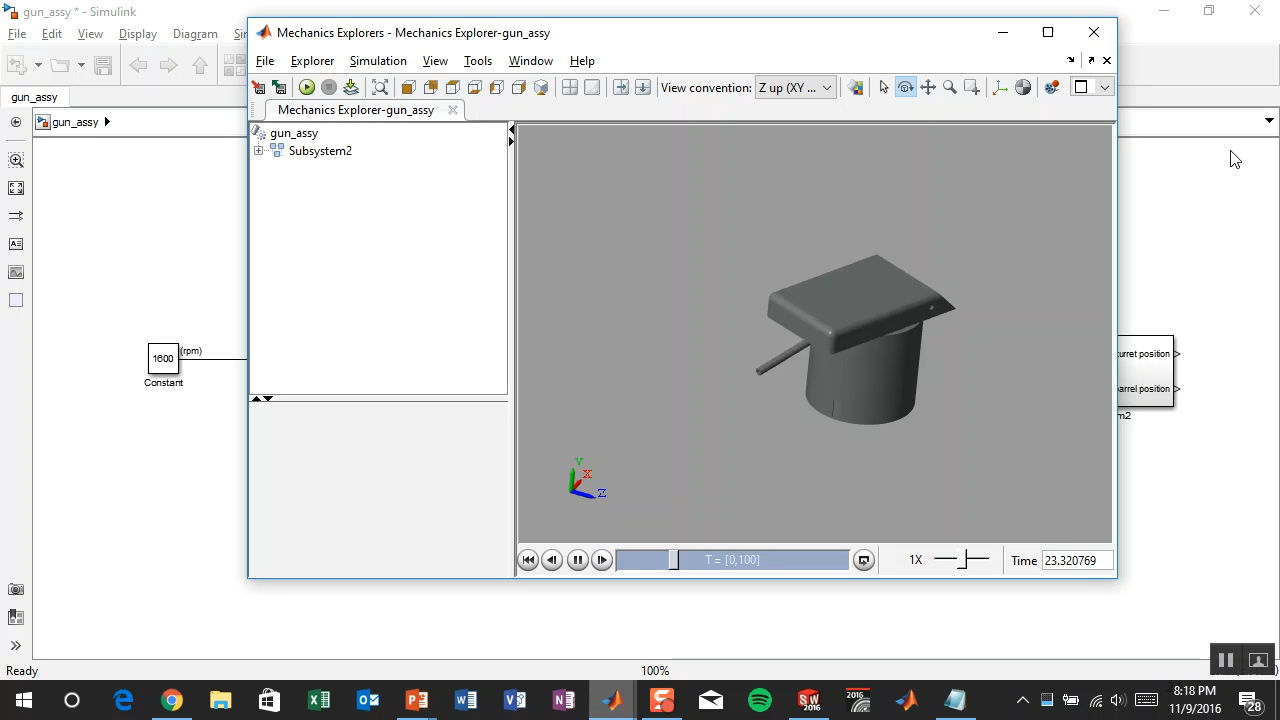 gun_assy * - Simulink
File Edit View Display Diagram
gun_assy
gun_assy
Mechanics Explorers - Mechanics Explorer-gun_assy
File Explorer Simulation View Tools Window Help
View convention: Z up (XY ...
Mechanics Explorer-gun_assy
gun_assy
Subsystem2
1600
(rpm)
Constant
urret position
arrel position
m2
Y
X
Z
T = [0,100]
1X
Time 23.320769
Ready
100%
8:18 PM
11/9/2016
28
2016